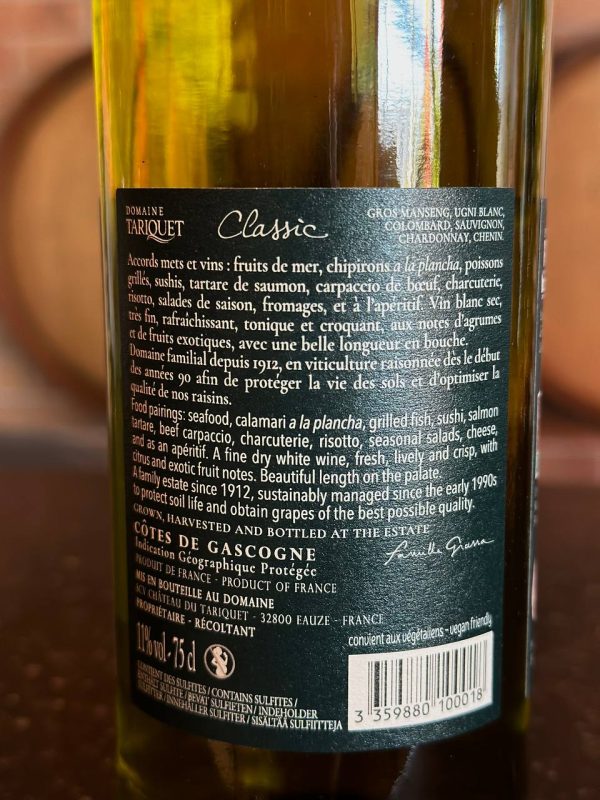 DOMAINE
TARIQUET
Classic
GROS MANSENG, UGNI BLANC,
COLOMBARD, SAUVIGNON,
CHARDONNAY, CHENIN.
Accords mets et vins : fruits de mer, chipirons a la plancha, poissons
grillés, sushis, tartare de saumon, carpaccio de bœuf, charcuterie,
risotto, salades de saison, fromages, et à l'apéritif. Vin blanc sec,
très fin, rafraîchissant, tonique et croquant, aux notes d'agrumes
et de fruits exotiques, avec une belle longueur en bouche.
Domaine familial depuis 1912, en viticulture raisonnée dès le début
des années 90 afin de protéger la vie des sols et d'optimiser la
qualité de nos raisins.
Food pairings: seafood, calamari a la plancha, grilled fish, sushi, salmon
tartare, beef carpaccio, charcuterie, risotto, seasonal salads, cheese,
and as an apéritif. A fine dry white wine, fresh, lively and crisp, with
citrus and exotic fruit notes. Beautiful length on the palate.
A family estate since 1912, sustainably managed since the early 1990s
to protect soil life and obtain grapes of the best possible quality.
GROWN, HARVESTED AND BOTTLED AT THE ESTATE
CÔTES DE GASCOGNE
Indication Géographique Protégée
Famille Grassa
PRODUIT DE FRANCE - PRODUCT OF FRANCE
MIS EN BOUTEILLE AU DOMAINE
SCV CHÂTEAU DU TARIQUET - 32800 EAUZE - FRANCE
PROPRIÉTAIRE - RÉCOLTANT
convient aux végétaliens - vegan friendly
11% vol - 75 cl
CONTIENT DES SULFITES / CONTAINS SULFITES /
ENTHÄLT SULFITE / BEVAT SULFIETEN / INDEHOLDER
SULFITTER / INNEHÅLLER SULFITER / SISÄLTÄÄ SULFIITTEJA
3 359880 100018